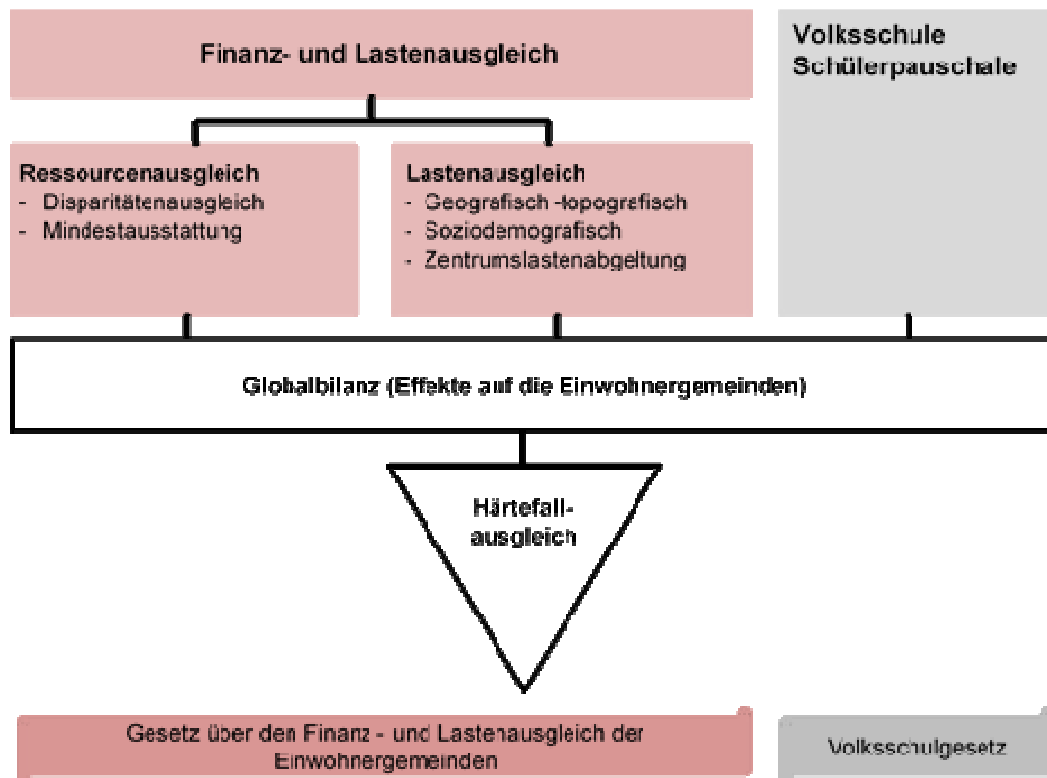 Finanz- und Lastenausgleich
Volksschule
Schülerpauschale
Ressourcenausgleich
- Disparitätenausgleich
- Mindestausstattung
Lastenausgleich
- Geografisch -topografisch
- Soziodemografisch
- Zentrumslastenabgeltung
Globalbilanz (Effekte auf die Einwohnergemeinden)
Härtefall-
ausgleich
Gesetz über den Finanz - und Lastenausgleich der
Einwohnergemeinden
Volksschulgesetz